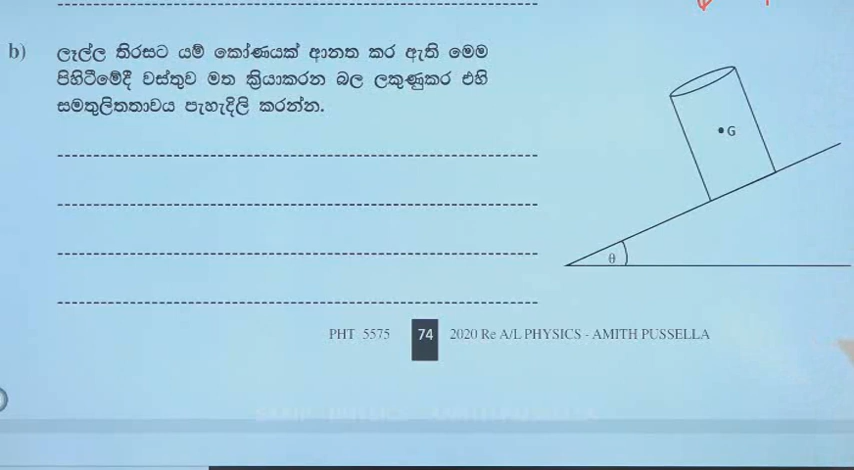 b) ලෑල්ල තිරසට යම් කෝණයක් ආනත කර ඇති මෙම
පිහිටීමේදී වස්තුව මත ක්‍රියාකරන බල ලකුණුකර එහි
සමතුලිතතාවය පැහැදිලි කරන්න.
G
θ
PHT 5575 74 2020 Re A/L PHYSICS - AMITH PUSSELLA